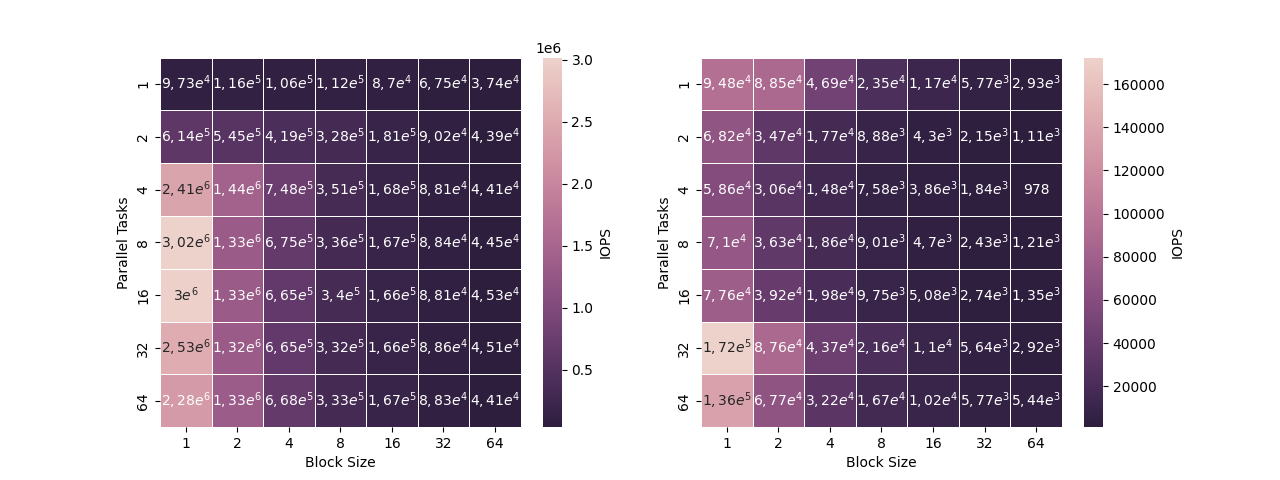 1e6
1 9,73e⁴ 1,16e⁵ 1,06e⁵ 1,12e⁵ 8,7e⁴ 6,75e⁴ 3,74e⁴
2 6,14e⁵ 5,45e⁵ 4,19e⁵ 3,28e⁵ 1,81e⁵ 9,02e⁴ 4,39e⁴
4 2,41e⁶ 1,44e⁶ 7,48e⁵ 3,51e⁵ 1,68e⁵ 8,81e⁴ 4,41e⁴
8 3,02e⁶ 1,33e⁶ 6,75e⁵ 3,36e⁵ 1,67e⁵ 8,84e⁴ 4,45e⁴
16 3e⁶ 1,33e⁶ 6,65e⁵ 3,4e⁵ 1,66e⁵ 8,81e⁴ 4,53e⁴
32 2,53e⁶ 1,32e⁶ 6,65e⁵ 3,32e⁵ 1,66e⁵ 8,86e⁴ 4,51e⁴
64 2,28e⁶ 1,33e⁶ 6,68e⁵ 3,33e⁵ 1,67e⁵ 8,83e⁴ 4,41e⁴
1 2 4 8 16 32 64
Block Size
Parallel Tasks
3.0
2.5
2.0
1.5
1.0
0.5
IOPS
1 9,48e⁴ 8,85e⁴ 4,69e⁴ 2,35e⁴ 1,17e⁴ 5,77e³ 2,93e³
2 6,82e⁴ 3,47e⁴ 1,77e⁴ 8,88e³ 4,3e³ 2,15e³ 1,11e³
4 5,86e⁴ 3,06e⁴ 1,48e⁴ 7,58e³ 3,86e³ 1,84e³ 978
8 7,1e⁴ 3,63e⁴ 1,86e⁴ 9,01e³ 4,7e³ 2,43e³ 1,21e³
16 7,76e⁴ 3,92e⁴ 1,98e⁴ 9,75e³ 5,08e³ 2,74e³ 1,35e³
32 1,72e⁵ 8,76e⁴ 4,37e⁴ 2,16e⁴ 1,1e⁴ 5,64e³ 2,92e³
64 1,36e⁵ 6,77e⁴ 3,22e⁴ 1,67e⁴ 1,02e⁴ 5,77e³ 5,44e³
1 2 4 8 16 32 64
Block Size
Parallel Tasks
160000
140000
120000
100000
80000
60000
40000
20000
IOPS